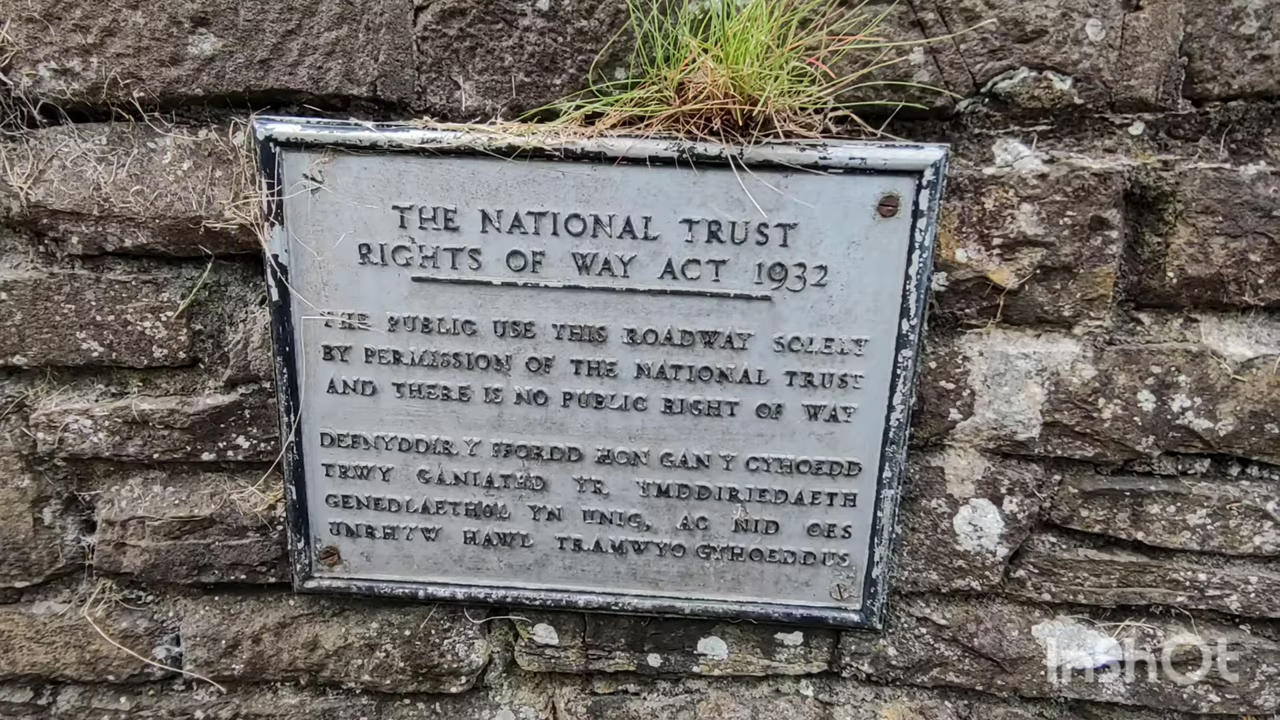 THE NATIONAL TRUST
RIGHTS OF WAY ACT 1932
THE PUBLIC USE THIS ROADWAY SOLELY
BY PERMISSION OF THE NATIONAL TRUST
AND THERE IS NO PUBLIC RIGHT OF WAY
DEFNYDDIR Y FFORDD HON GAN Y CYHOEDD
TRWY GANIATAD YR YMDDIRIEDAETH
GENEDLAETHOL YN UNIG, AC NID OES
UNRHYW HAWL TRAMWYO GYHOEDDUS
InShOt